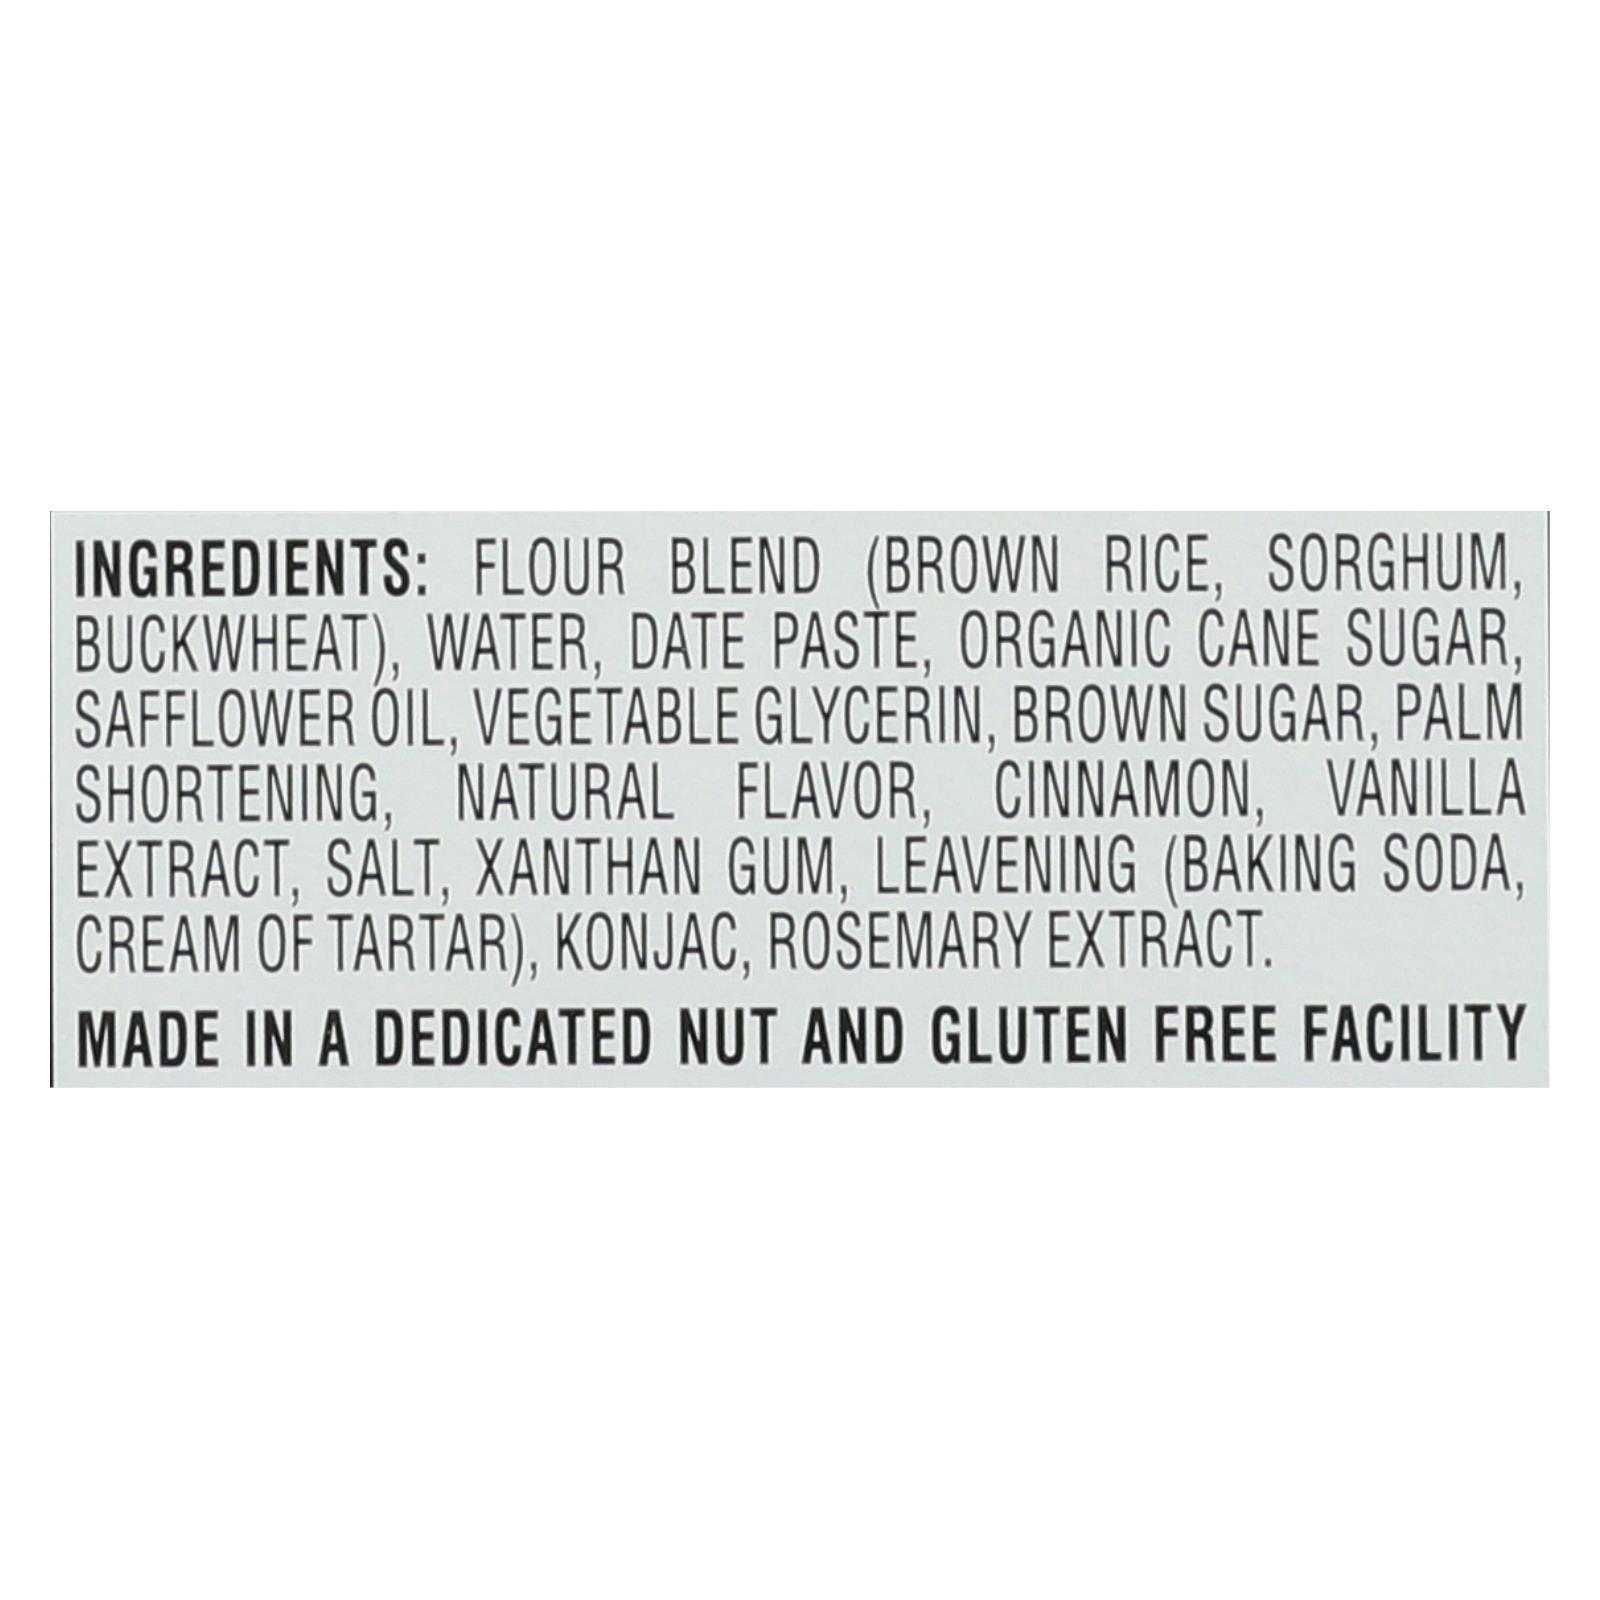 INGREDIENTS: FLOUR BLEND (BROWN RICE, SORGHUM,
BUCKWHEAT), WATER, DATE PASTE, ORGANIC CANE SUGAR,
SAFFLOWER OIL, VEGETABLE GLYCERIN, BROWN SUGAR, PALM
SHORTENING, NATURAL FLAVOR, CINNAMON, VANILLA
EXTRACT, SALT, XANTHAN GUM, LEAVENING (BAKING SODA,
CREAM OF TARTAR), KONJAC, ROSEMARY EXTRACT.
MADE IN A DEDICATED NUT AND GLUTEN FREE FACILITY